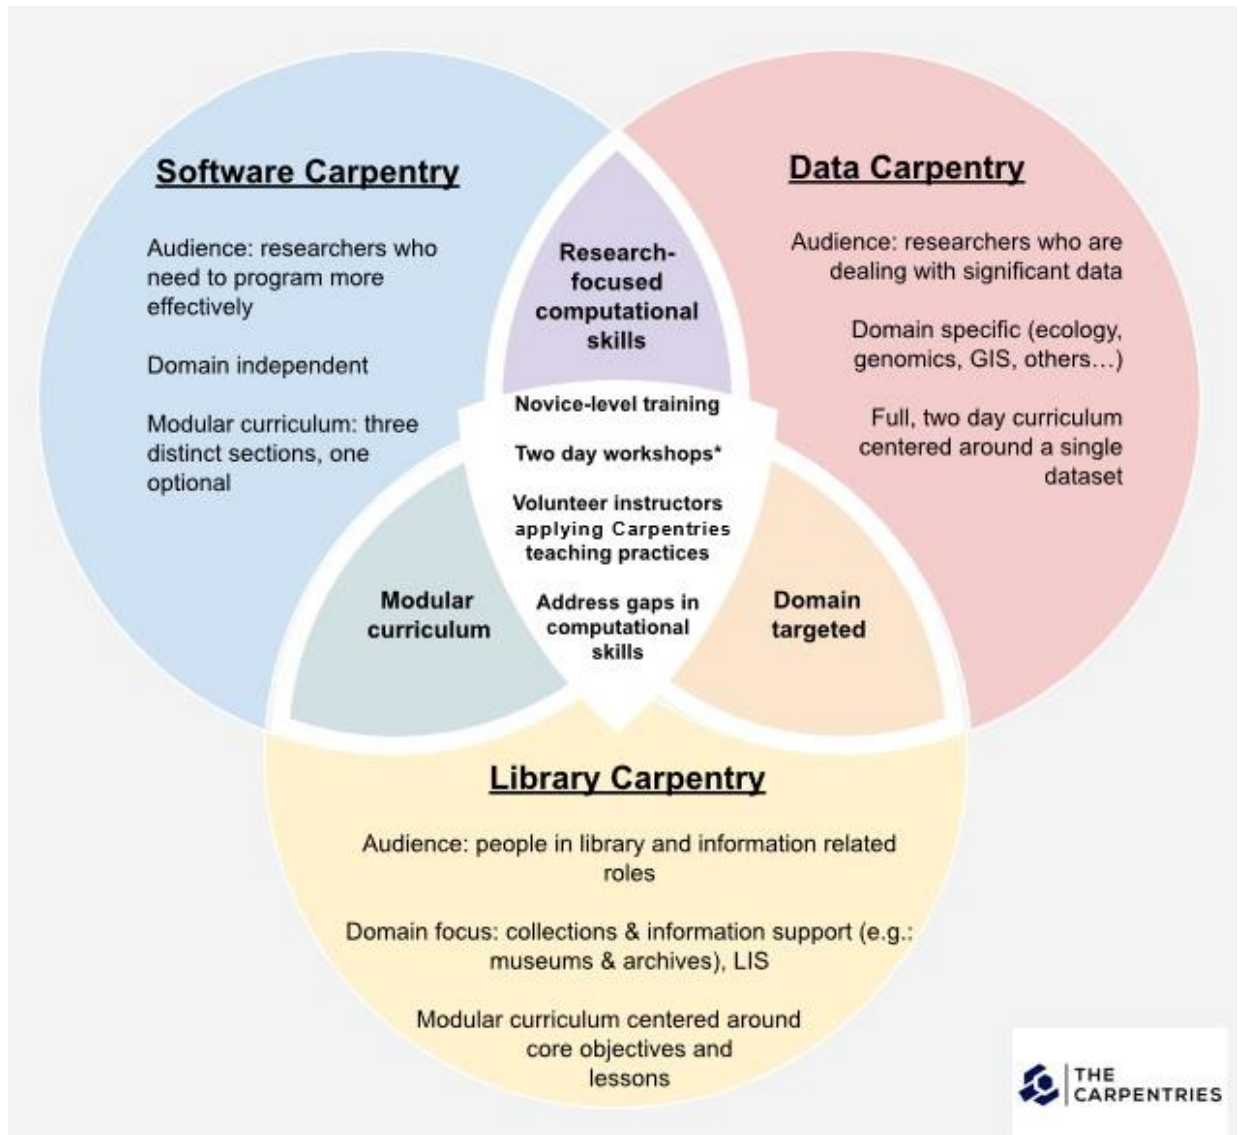 Software Carpentry
Audience: researchers who
need to program more
effectively
Domain independent
Modular curriculum: three
distinct sections, one
optional
Data Carpentry
Audience: researchers who are
dealing with significant data
Domain specific (ecology,
genomics, GIS, others...)
Full, two day curriculum
centered around a single
dataset
Research-
focused
computational
skills
Novice-level training
Two day workshops*
Volunteer instructors
applying Carpentries
teaching practices
Address gaps in
computational
skills
Modular
curriculum
Domain
targeted
Library Carpentry
Audience: people in library and information related
roles
Domain focus: collections & information support (e.g.:
museums & archives), LIS
Modular curriculum centered around
core objectives and
lessons
THE
CARPENTRIES